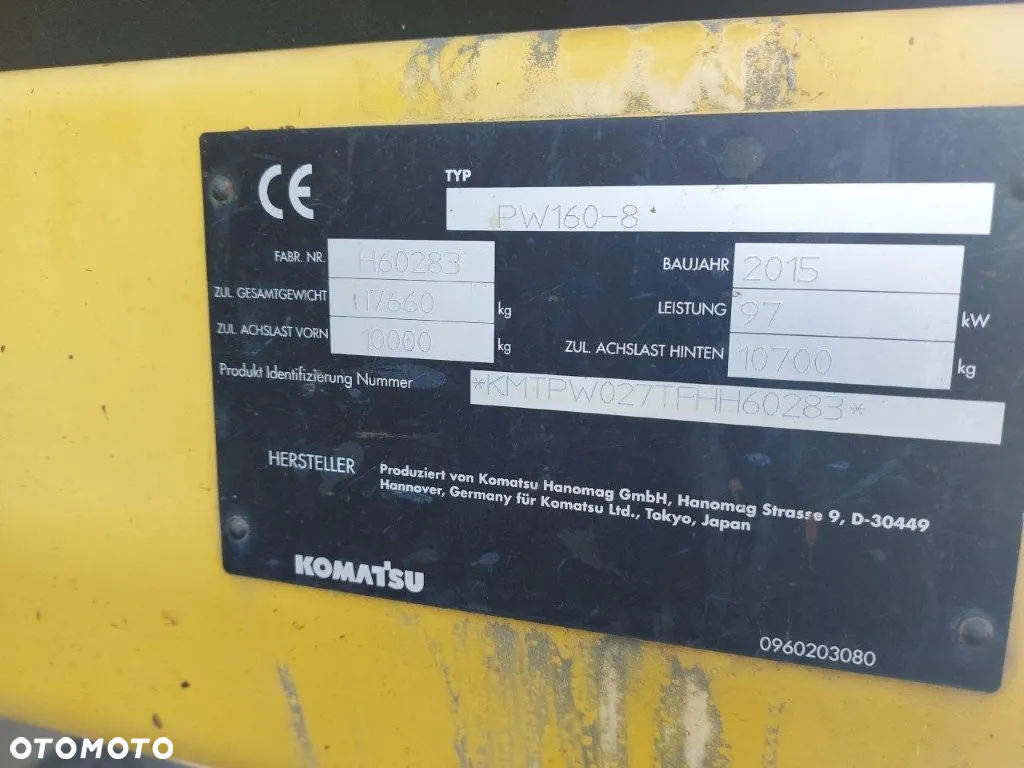 CE
TYP
PW160-8
FABR. NR. H60283
BAUJAHR 2015
ZUL. GESAMTGEWICHT 17660 kg
LEISTUNG 97 kW
ZUL. ACHSLAST VORN 10000 kg
ZUL. ACHSLAST HINTEN 10700 kg
Produkt Identifizierung Nummer *KMTPW027TFHH60283*
HERSTELLER
Produziert von Komatsu Hanomag GmbH, Hanomag Strasse 9, D-30449
Hannover, Germany für Komatsu Ltd., Tokyo, Japan
KOMATSU
0960203080
OTOMOTO